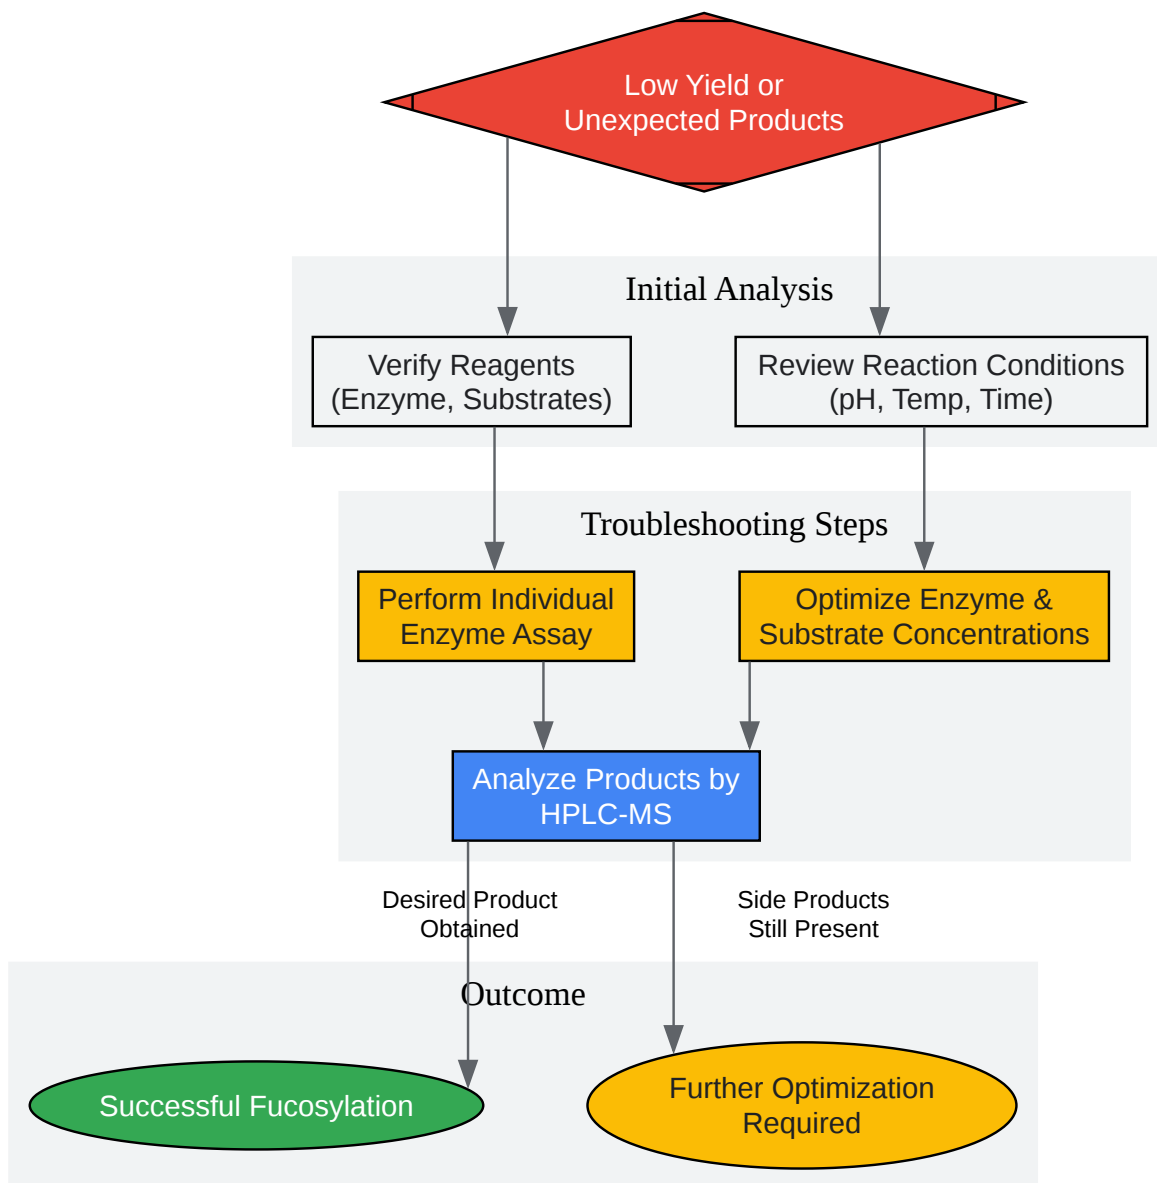 Low Yield or
Unexpected Products
Initial Analysis
Verify Reagents
(Enzyme, Substrates)
Review Reaction Conditions
(pH, Temp, Time)
Troubleshooting Steps
Perform Individual
Enzyme Assay
Optimize Enzyme &
Substrate Concentrations
Analyze Products by
HPLC-MS
Desired Product
Obtained
Side Products
Still Present
Outcome
Successful Fucosylation
Further Optimization
Required